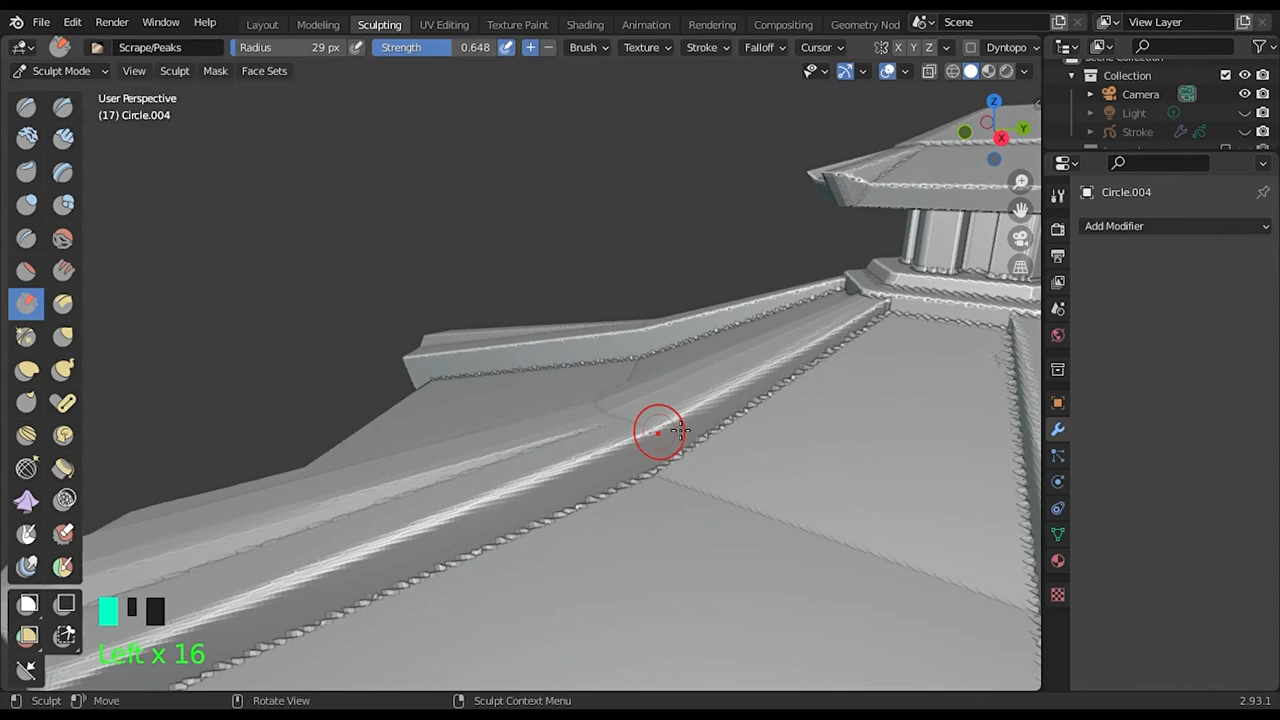 File Edit Render Window Help Layout Modeling Sculpting UV Editing Texture Paint Shading Animation Rendering Compositing Geometry Nod Scene View Layer
Scrape/Peaks Radius 29 px Strength 0.648 Brush Texture Stroke Falloff Cursor X Y Z Dyntopo
Sculpt Mode View Sculpt Mask Face Sets
Collection
Camera
Light
Stroke
User Perspective
(17) Circle.004
Z
Y
X
Circle.004
Add Modifier
Left x 16
Sculpt Move Rotate View Sculpt Context Menu 2.93.1